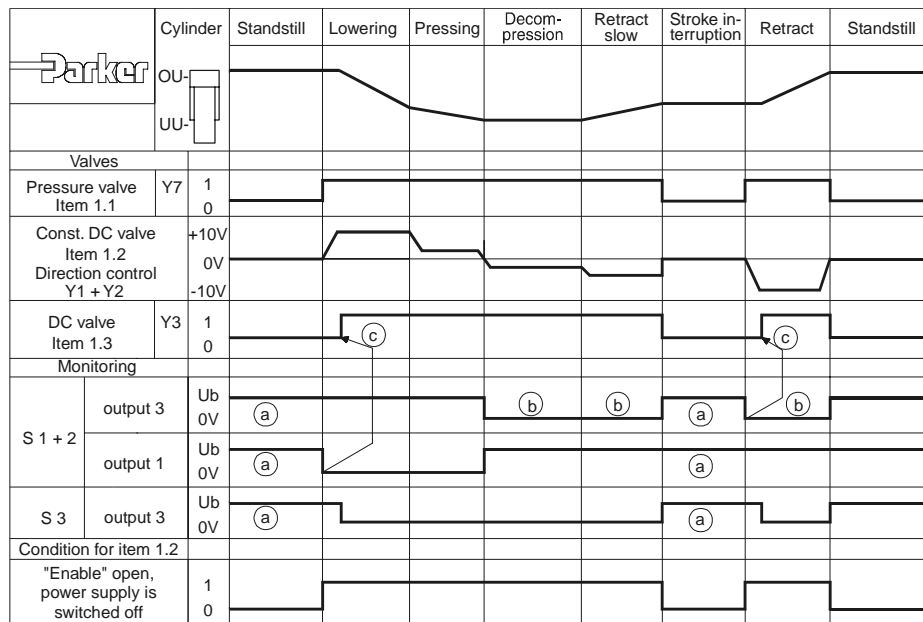 Cylinder Standstill Lowering Pressing Decom-
pression Retract
slow Stroke in-
terruption Retract Standstill
Parker
OU-
UU-
Valves
Pressure valve
Item 1.1
Y7 1
0
Const. DC valve
Item 1.2
Direction control
Y1 + Y2
+10V
0V
-10V
DC valve
Item 1.3
Y3 1
0
c c
Monitoring
S 1 + 2
output 3 Ub
0V
a b b a b
output 1 Ub
0V
a a
S 3 output 3 Ub
0V
a a
Condition for item 1.2
"Enable" open,
power supply is
switched off
1
0